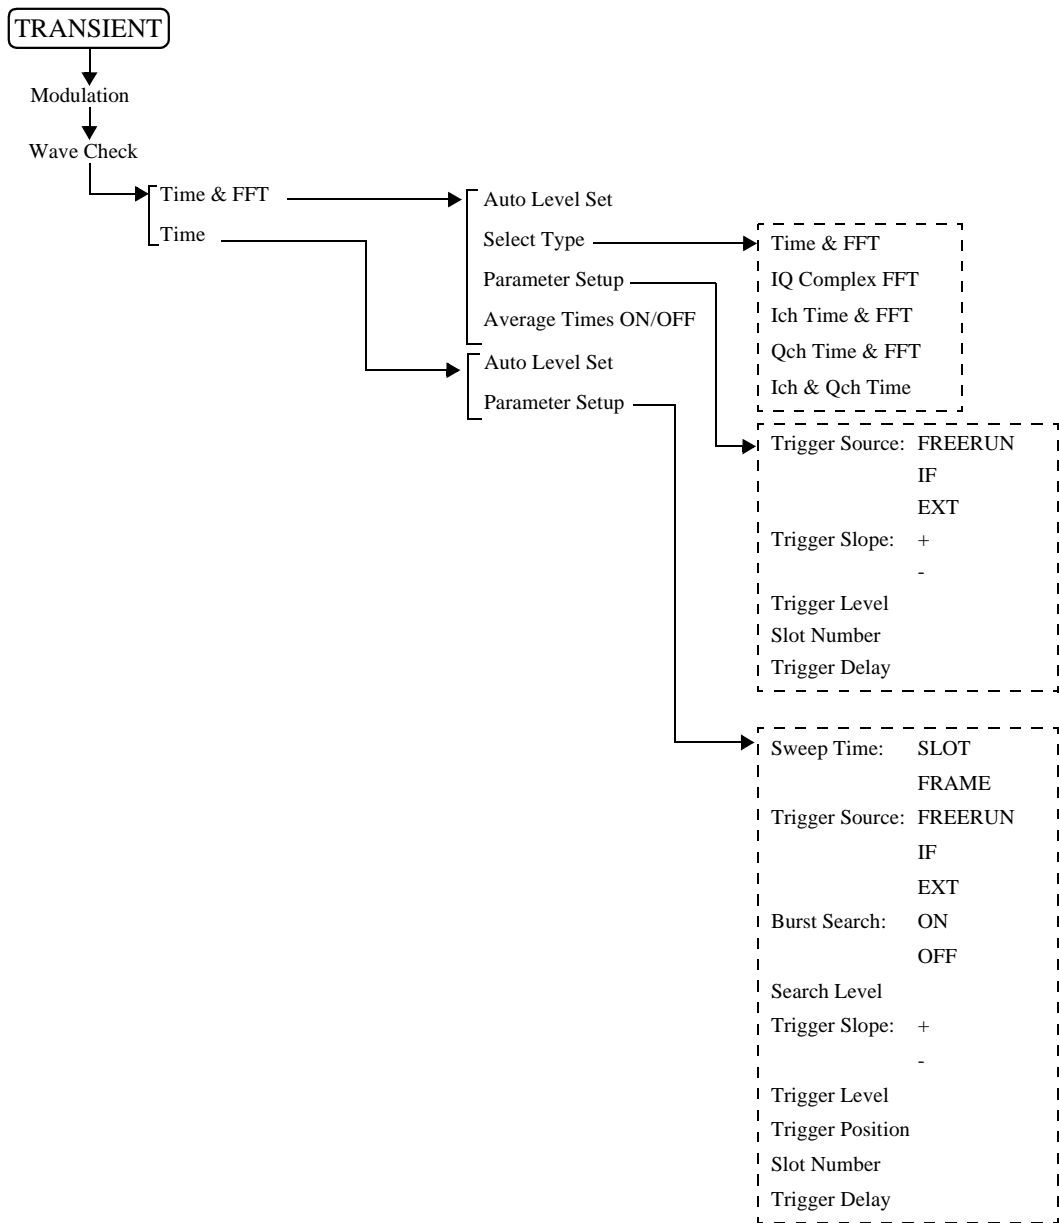 TRANSIENT
Modulation
Wave Check
Time & FFT
Time
Auto Level Set
Select Type
Parameter Setup
Average Times ON/OFF
Auto Level Set
Parameter Setup
Time & FFT
IQ Complex FFT
Ich Time & FFT
Qch Time & FFT
Ich & Qch Time
Trigger Source: FREERUN
IF
EXT
Trigger Slope: +
-
Trigger Level
Slot Number
Trigger Delay
Sweep Time: SLOT
FRAME
Trigger Source: FREERUN
IF
EXT
Burst Search: ON
OFF
Search Level
Trigger Slope: +
-
Trigger Level
Trigger Position
Slot Number
Trigger Delay